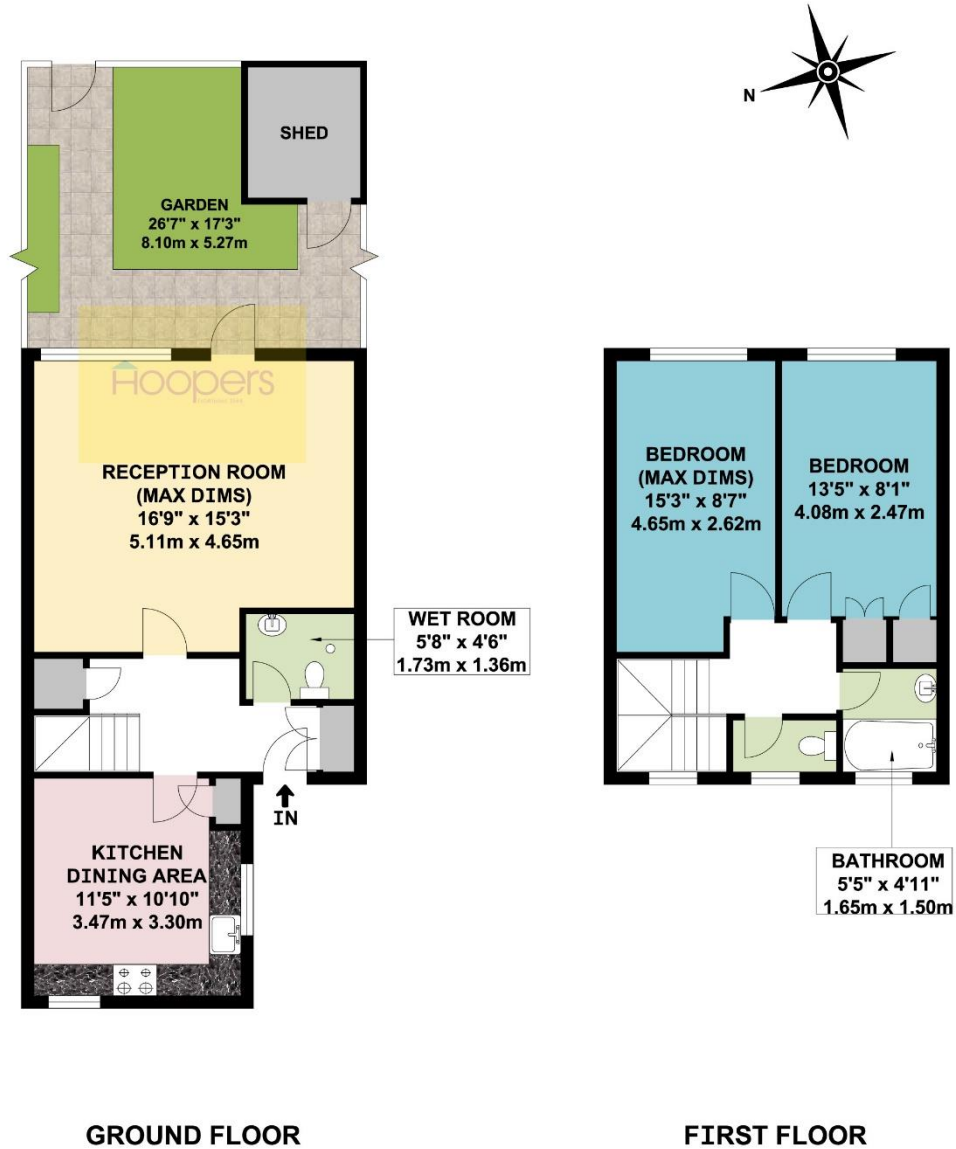 N
SHED
GARDEN
26'7" x 17'3"
8.10m x 5.27m
Hoopers
RECEPTION ROOM
(MAX DIMS)
16'9" x 15'3"
5.11m x 4.65m
WET ROOM
5'8" x 4'6"
1.73m x 1.36m
IN
KITCHEN
DINING AREA
11'5" x 10'10"
3.47m x 3.30m
GROUND FLOOR
BEDROOM
(MAX DIMS)
15'3" x 8'7"
4.65m x 2.62m
BEDROOM
13'5" x 8'1"
4.08m x 2.47m
BATHROOM
5'5" x 4'11"
1.65m x 1.50m
FIRST FLOOR